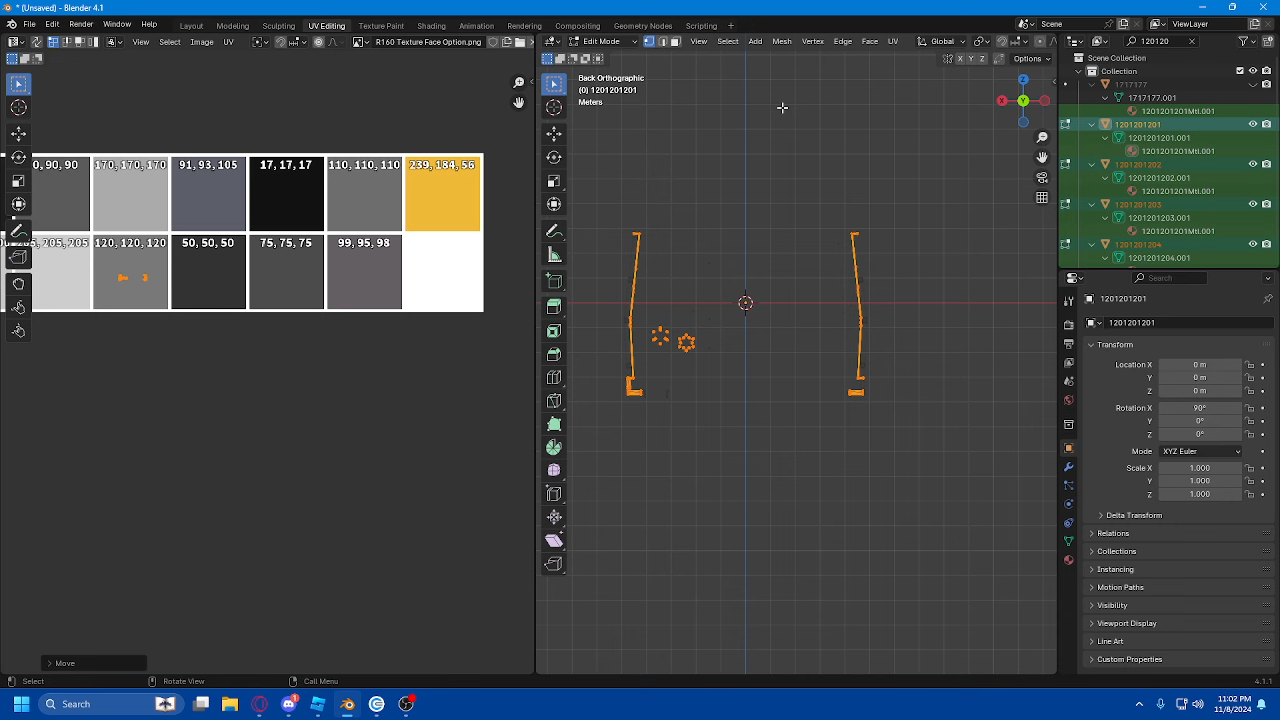 * (Unsaved) - Blender 4.1
File Edit Render Window Help Layout Modeling Sculpting UV Editing Texture Paint Shading Animation Rendering Compositing Geometry Nodes Scripting Scene ViewLayer
View Select Image UV R160 Texture Face Option.png Edit Mode View Select Add Mesh Vertex Edge Face UV Global 120120
X Y Z Options
Back Orthographic
(0) 1201201201
Meters
Collection
1717177
1717177.001
1201201201Mtl.001
1201201201
1201201201.001
1201201201Mtl.001
1201201202
1201201202.001
1201201201Mtl.001
1201201203
1201201203.001
1201201201Mtl.001
1201201204
1201201204.001
170, 170, 170 91, 93, 105 17, 17, 17 110, 110, 110 239, 184, 56
120, 120, 120 50, 50, 50 75, 75, 75 99, 95, 98
Search
1201201201
1201201201
Transform
Location X 0 m
Y 0 m
Z 0 m
Rotation X 90°
Y 0°
Z 0°
Mode XYZ Euler
Scale X 1.000
Y 1.000
Z 1.000
Delta Transform
Relations
Collections
Instancing
Motion Paths
Visibility
Viewport Display
Line Art
Custom Properties
Move
Select Rotate View Call Menu 4.1.1
Search 11:02 PM
11/8/2024